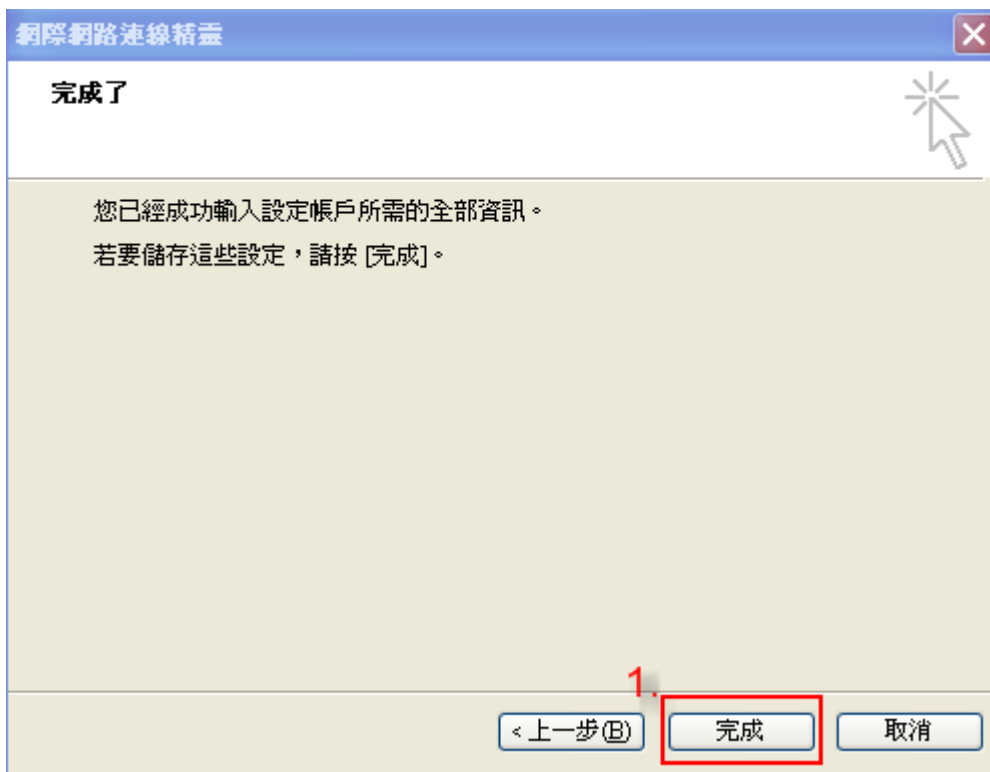 網際網路連線精靈
完成了
您已經成功輸入設定帳戶所需的全部資訊。
若要儲存這些設定，請按 [完成]。
1.
<上一步(B) 完成 取消